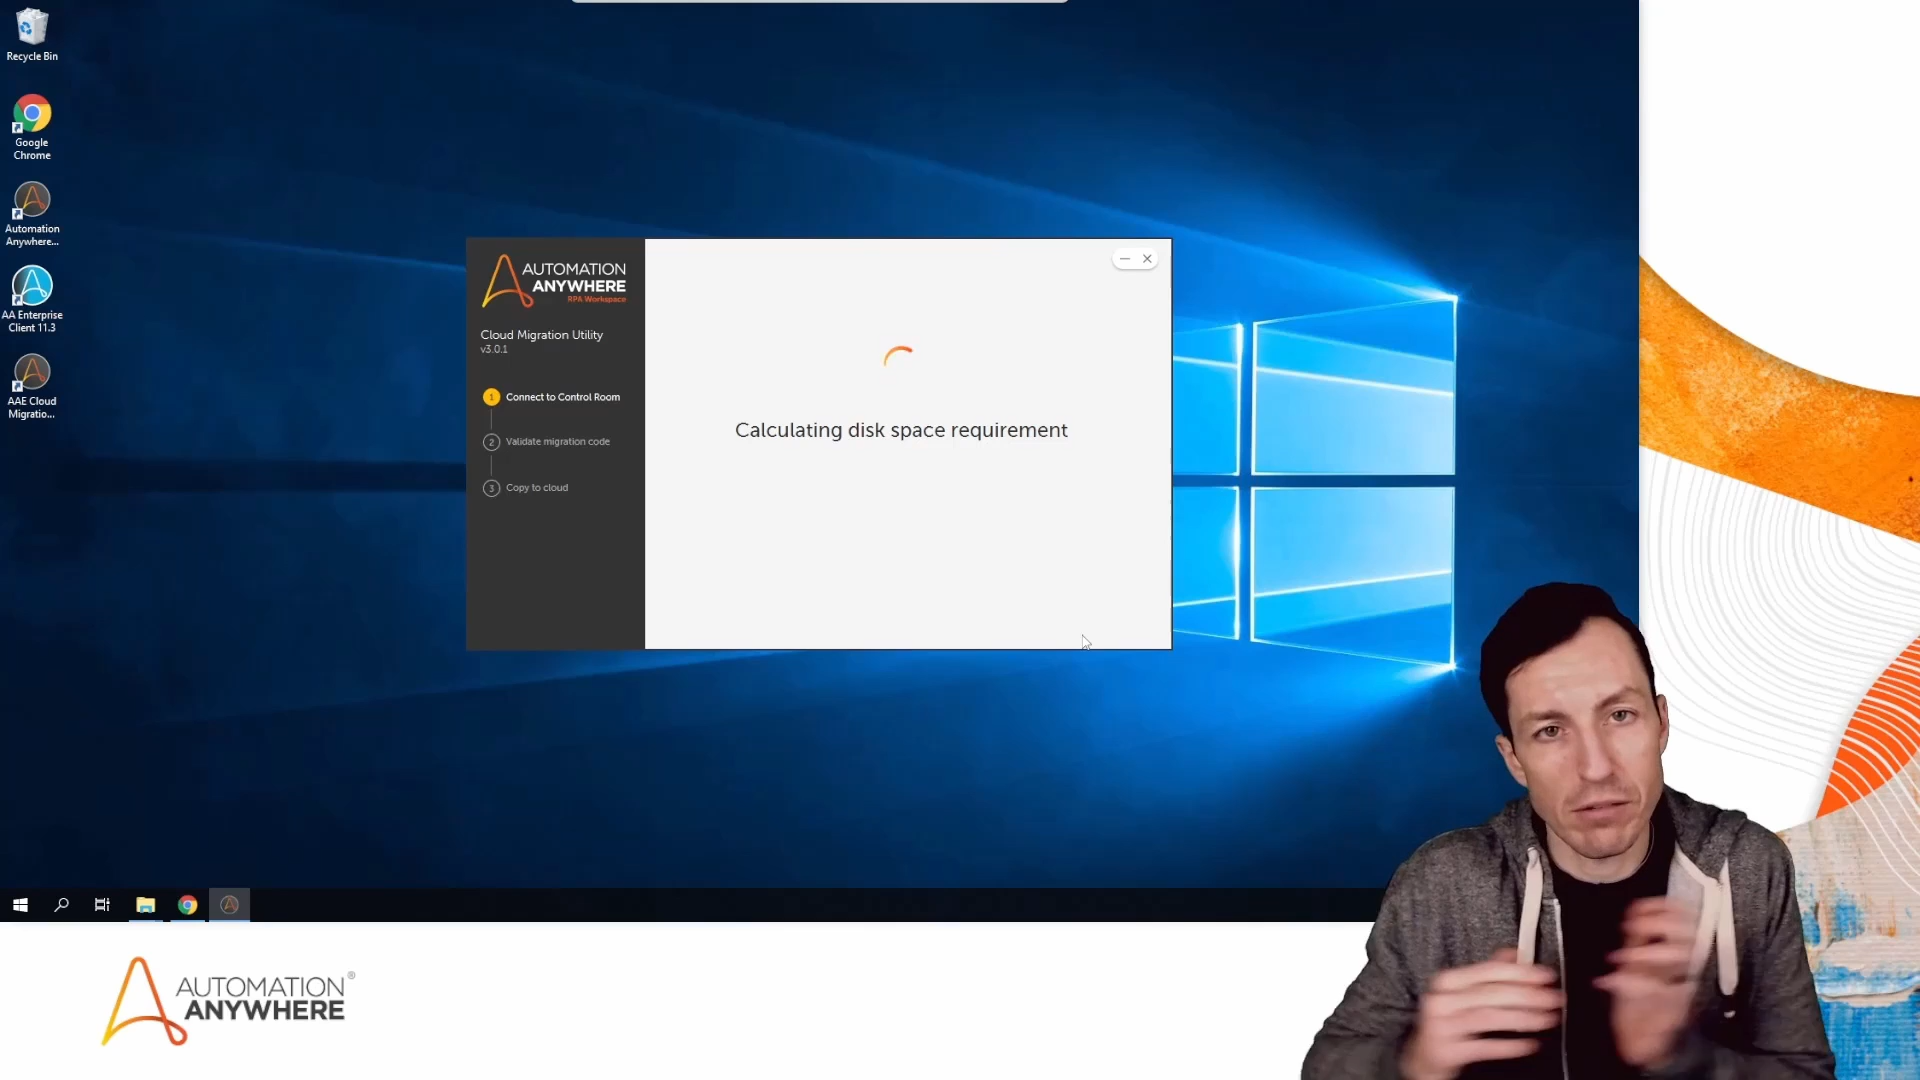 Recycle Bin
Google
Chrome
Automation
Anywhere...
AA Enterprise
Client 11.3
AAE Cloud
Migratio...
AUTOMATION
ANYWHERE
RPA Workspace
Cloud Migration Utility
v3.0.1
1 Connect to Control Room
2 Validate migration code
3 Copy to cloud
Calculating disk space requirement
AUTOMATION®
ANYWHERE